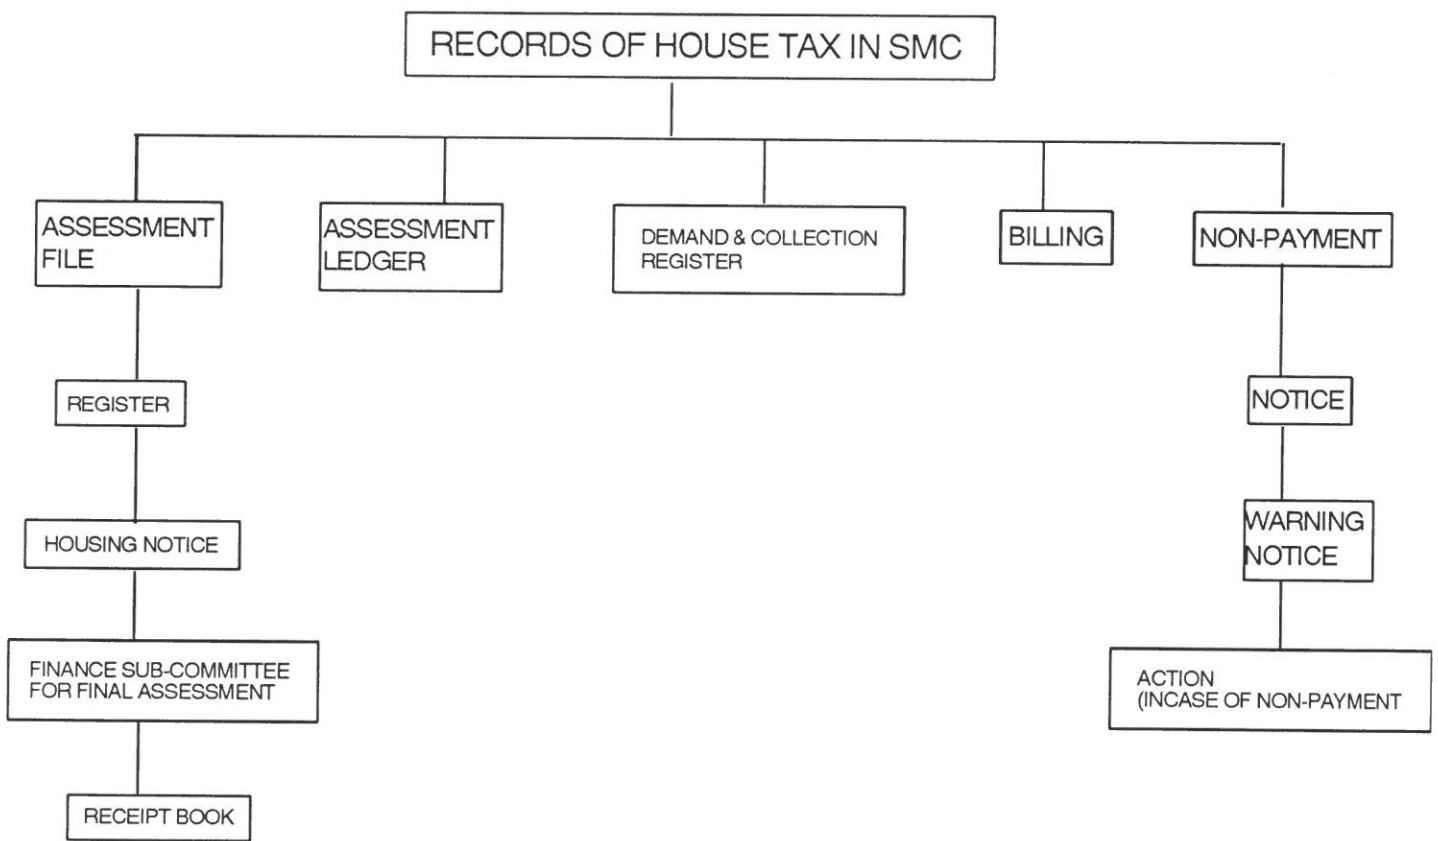 RECORDS OF HOUSE TAX IN SMC
ASSESSMENT
FILE
ASSESSMENT
LEDGER
DEMAND & COLLECTION
REGISTER
BILLING
NON-PAYMENT
REGISTER
NOTICE
HOUSING NOTICE
WARNING
NOTICE
FINANCE SUB-COMMITTEE
FOR FINAL ASSESSMENT
ACTION
(INCASE OF NON-PAYMENT
RECEIPT BOOK